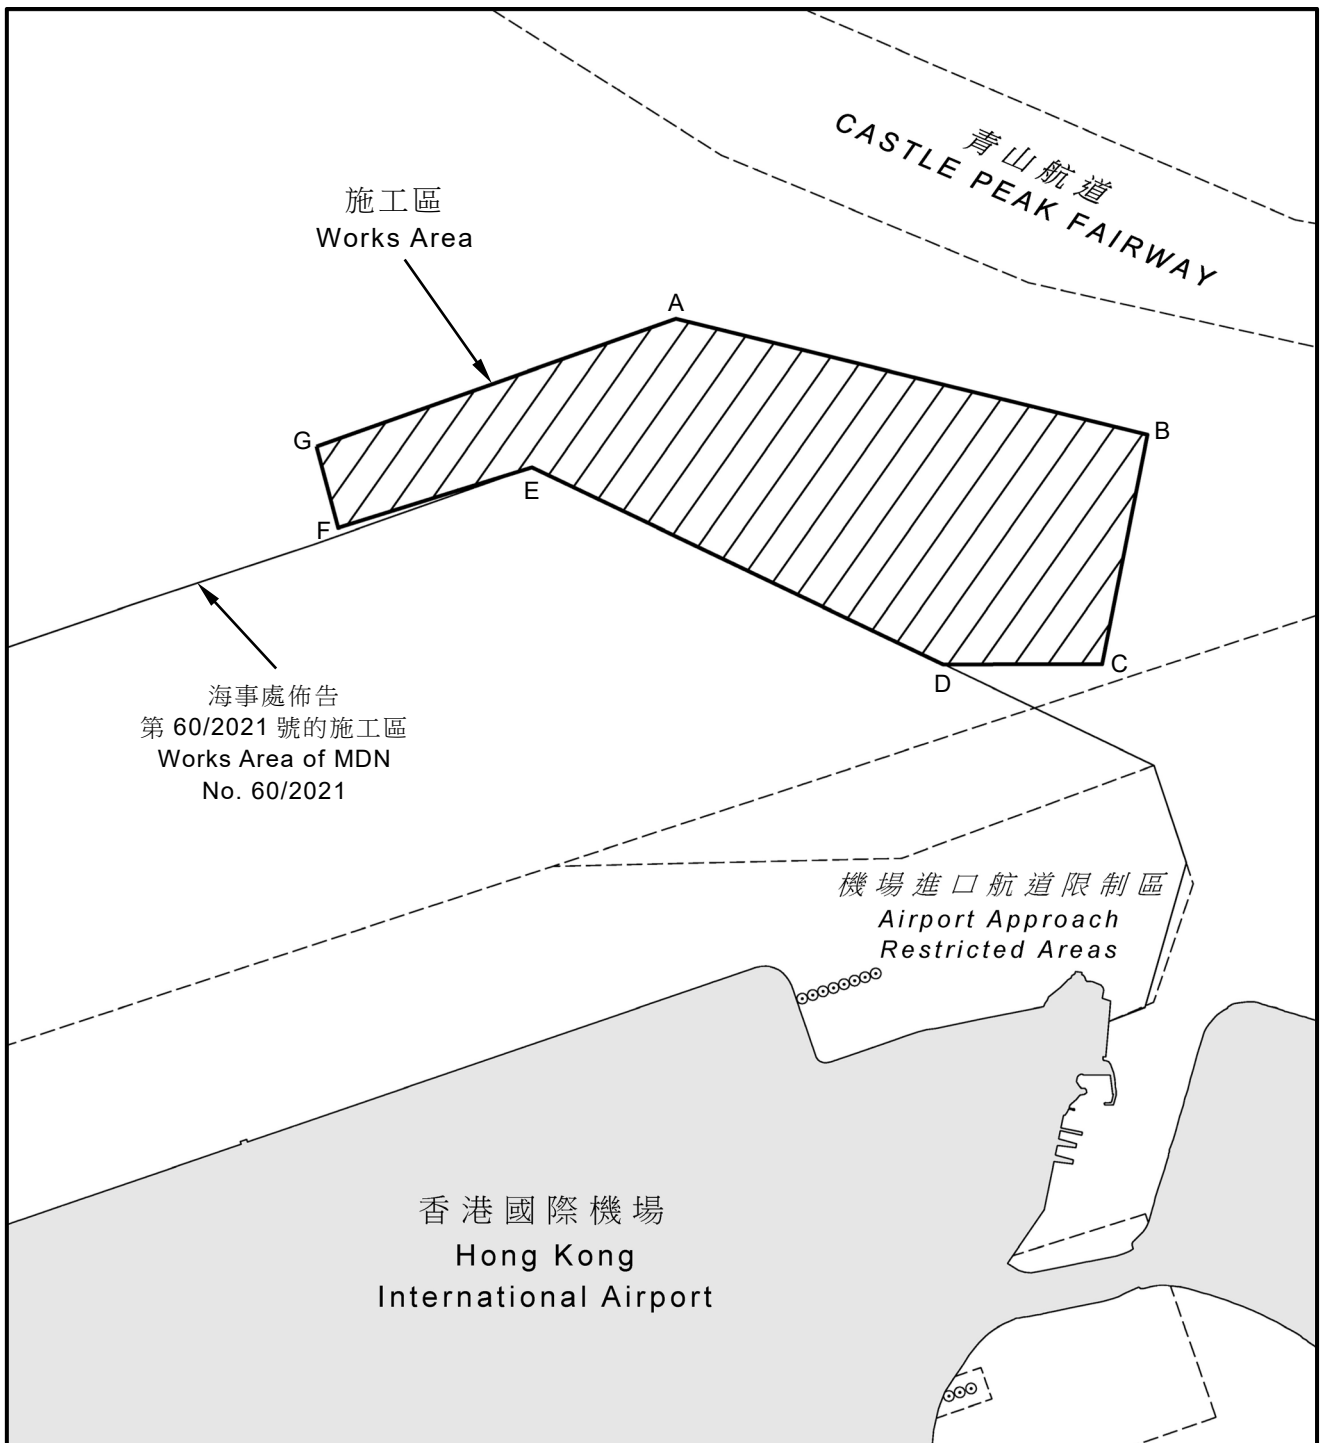 青山航道
CASTLE PEAK FAIRWAY
施工區
Works Area
A
B
G
E
F
C
D
海事處佈告
第 60/2021 號的施工區
Works Area of MDN
No. 60/2021
機場進口航道限制區
Airport Approach
Restricted Areas
香港國際機場
Hong Kong
International Airport